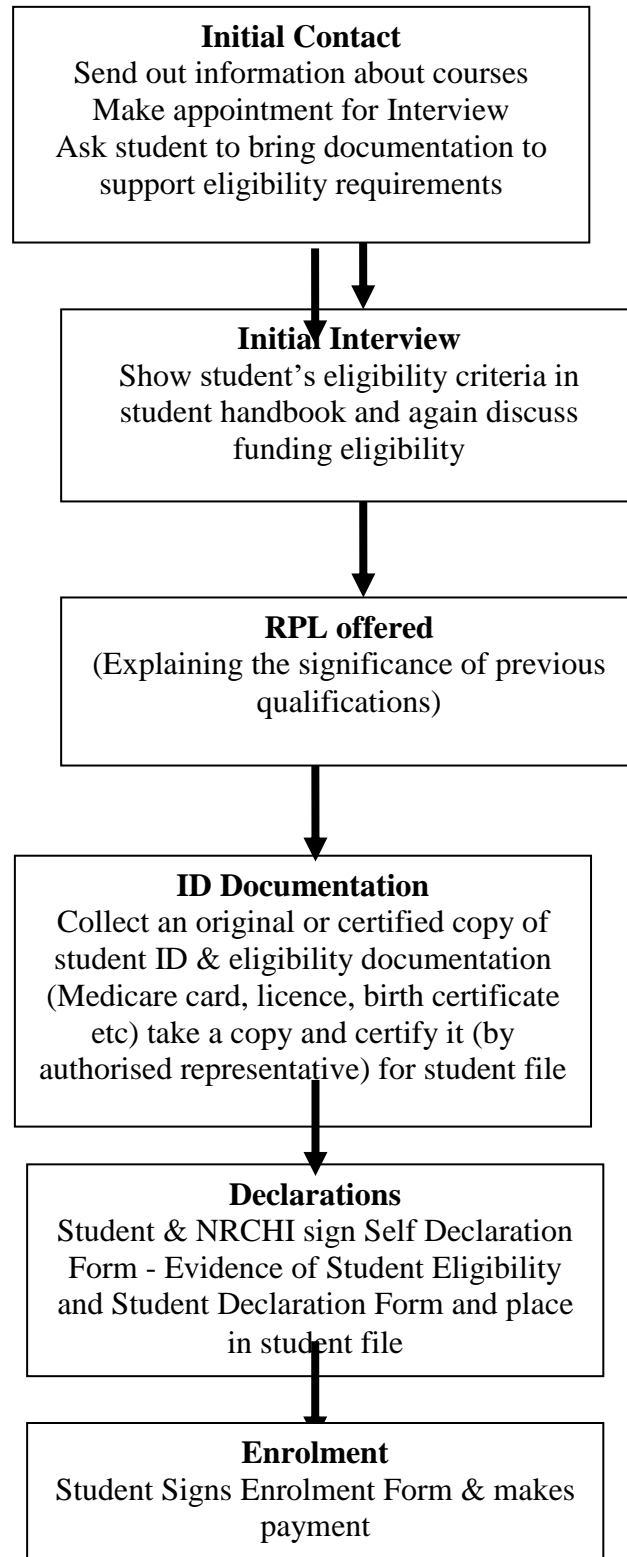 Initial Contact
Send out information about courses
Make appointment for Interview
Ask student to bring documentation to
support eligibility requirements
Initial Interview
Show student’s eligibility criteria in
student handbook and again discuss
funding eligibility
RPL offered
(Explaining the significance of previous
qualifications)
ID Documentation
Collect an original or certified copy of
student ID & eligibility documentation
(Medicare card, licence, birth certificate
etc) take a copy and certify it (by
authorised representative) for student file
Declarations
Student & NRCHI sign Self Declaration
Form - Evidence of Student Eligibility
and Student Declaration Form and place
in student file
Enrolment
Student Signs Enrolment Form & makes
payment